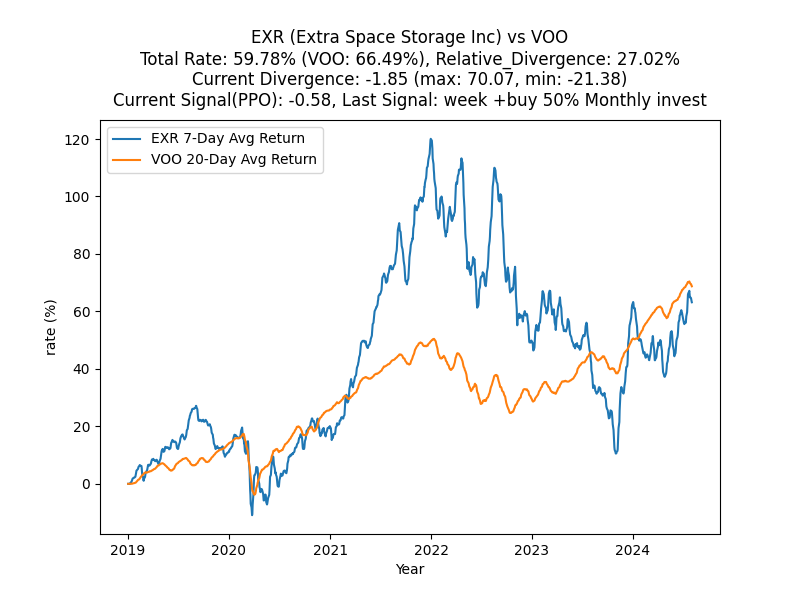 EXR (Extra Space Storage Inc) vs VOO
Total Rate: 59.78% (VOO: 66.49%), Relative_Divergence: 27.02%
Current Divergence: -1.85 (max: 70.07, min: -21.38)
Current Signal(PPO): -0.58, Last Signal: week +buy 50% Monthly invest
EXR 7-Day Avg Return
VOO 20-Day Avg Return
120
100
80
60
40
20
0
rate (%)
2019 2020 2021 2022 2023 2024
Year